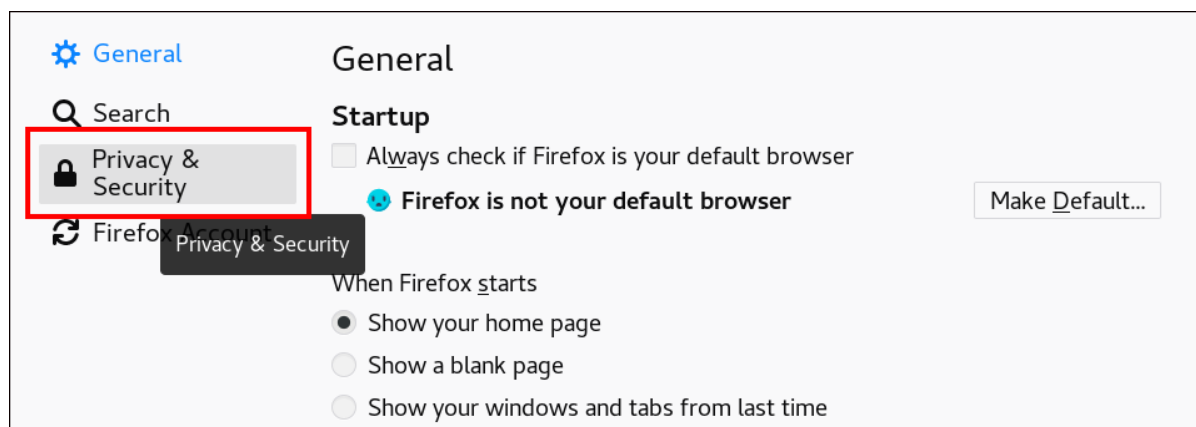 General
Search
Privacy &
Security
Firefox Account
Privacy & Security
General
Startup
Always check if Firefox is your default browser
Firefox is not your default browser
Make Default...
When Firefox starts
Show your home page
Show a blank page
Show your windows and tabs from last time